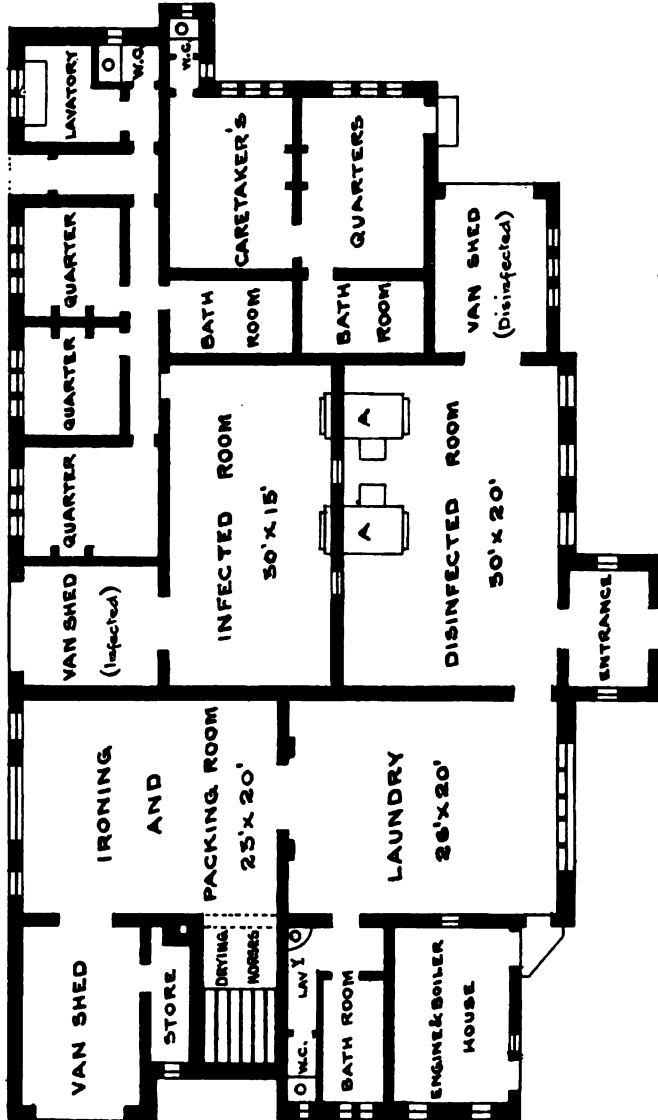 LAVATORY
W.C.
W.C.
CARETAKER'S
QUARTERS
QUARTER
QUARTER
QUARTER
BATH
ROOM
BATH
ROOM
VAN SHED
(Disinfected)
INFECTED ROOM
30' X 15'
A
A
DISINFECTED ROOM
30' X 20'
VAN SHED
(Infected)
ENTRANCE
IRONING
AND
PACKING ROOM
23' X 20'
LAUNDRY
26' X 20'
VAN SHED
STORE
DRYING
HORSES
LAVY
W.C.
BATH ROOM
ENGINE & BOILER
HOUSE